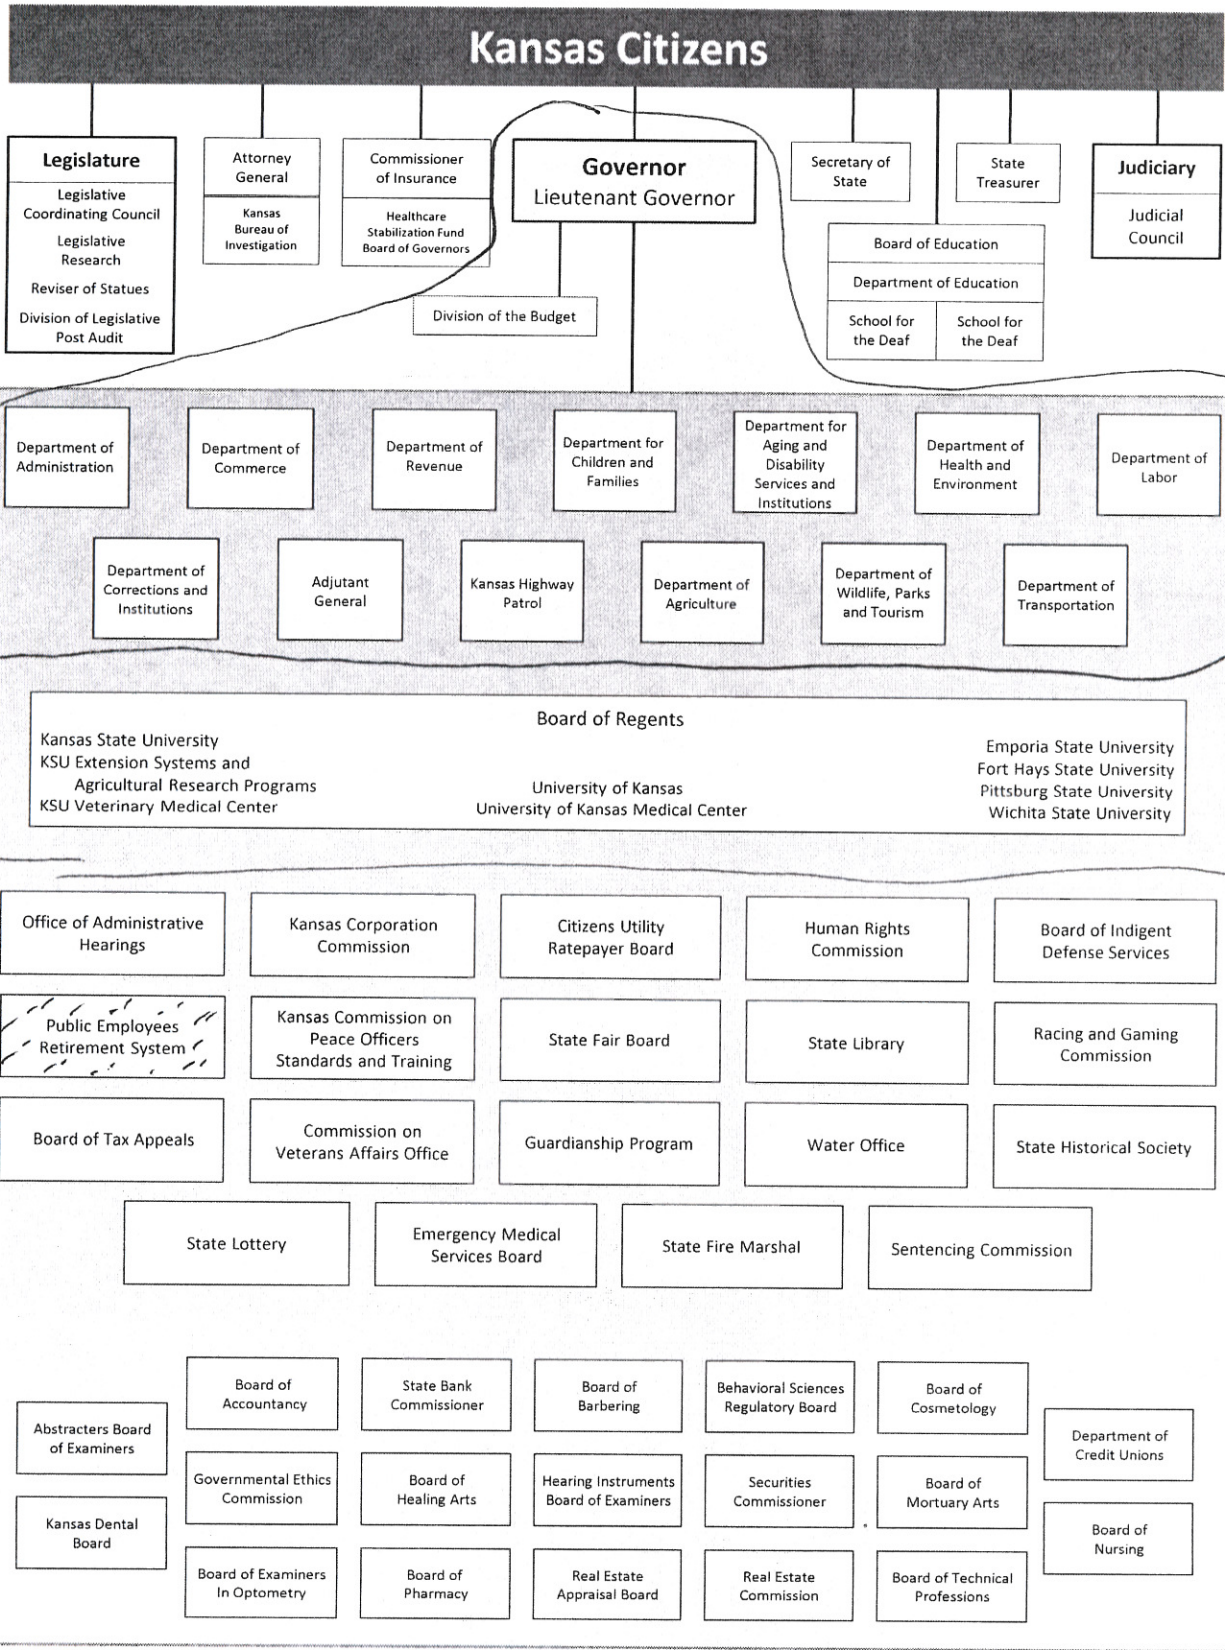 Kansas Citizens
Legislature
Legislative
Coordinating Council
Legislative
Research
Reviser of Statues
Division of Legislative
Post Audit
Attorney
General
Kansas
Bureau of
Investigation
Commissioner
of Insurance
Healthcare
Stabilization Fund
Board of Governors
Governor
Lieutenant Governor
Division of the Budget
Secretary of
State
Board of Education
Department of Education
School for
the Deaf
School for
the Deaf
State
Treasurer
Judiciary
Judicial
Council
Department of
Administration
Department of
Commerce
Department of
Revenue
Department for
Children and
Families
Department for
Aging and
Disability
Services and
Institutions
Department of
Health and
Environment
Department of
Labor
Department of
Corrections and
Institutions
Adjutant
General
Kansas Highway
Patrol
Department of
Agriculture
Department of
Wildlife, Parks
and Tourism
Department of
Transportation
Board of Regents
Kansas State University
KSU Extension Systems and
Agricultural Research Programs
KSU Veterinary Medical Center
University of Kansas
University of Kansas Medical Center
Emporia State University
Fort Hays State University
Pittsburg State University
Wichita State University
Office of Administrative
Hearings
Kansas Corporation
Commission
Citizens Utility
Ratepayer Board
Human Rights
Commission
Board of Indigent
Defense Services
Public Employees
Retirement System
Kansas Commission on
Peace Officers
Standards and Training
State Fair Board
State Library
Racing and Gaming
Commission
Board of Tax Appeals
Commission on
Veterans Affairs Office
Guardianship Program
Water Office
State Historical Society
State Lottery
Emergency Medical
Services Board
State Fire Marshal
Sentencing Commission
Abstracters Board
of Examiners
Board of
Accountancy
State Bank
Commissioner
Board of
Barbering
Behavioral Sciences
Regulatory Board
Board of
Cosmetology
Department of
Credit Unions
Kansas Dental
Board
Governmental Ethics
Commission
Board of
Healing Arts
Hearing Instruments
Board of Examiners
Securities
Commissioner
Board of
Mortuary Arts
Board of
Nursing
Board of Examiners
In Optometry
Board of
Pharmacy
Real Estate
Appraisal Board
Real Estate
Commission
Board of Technical
Professions